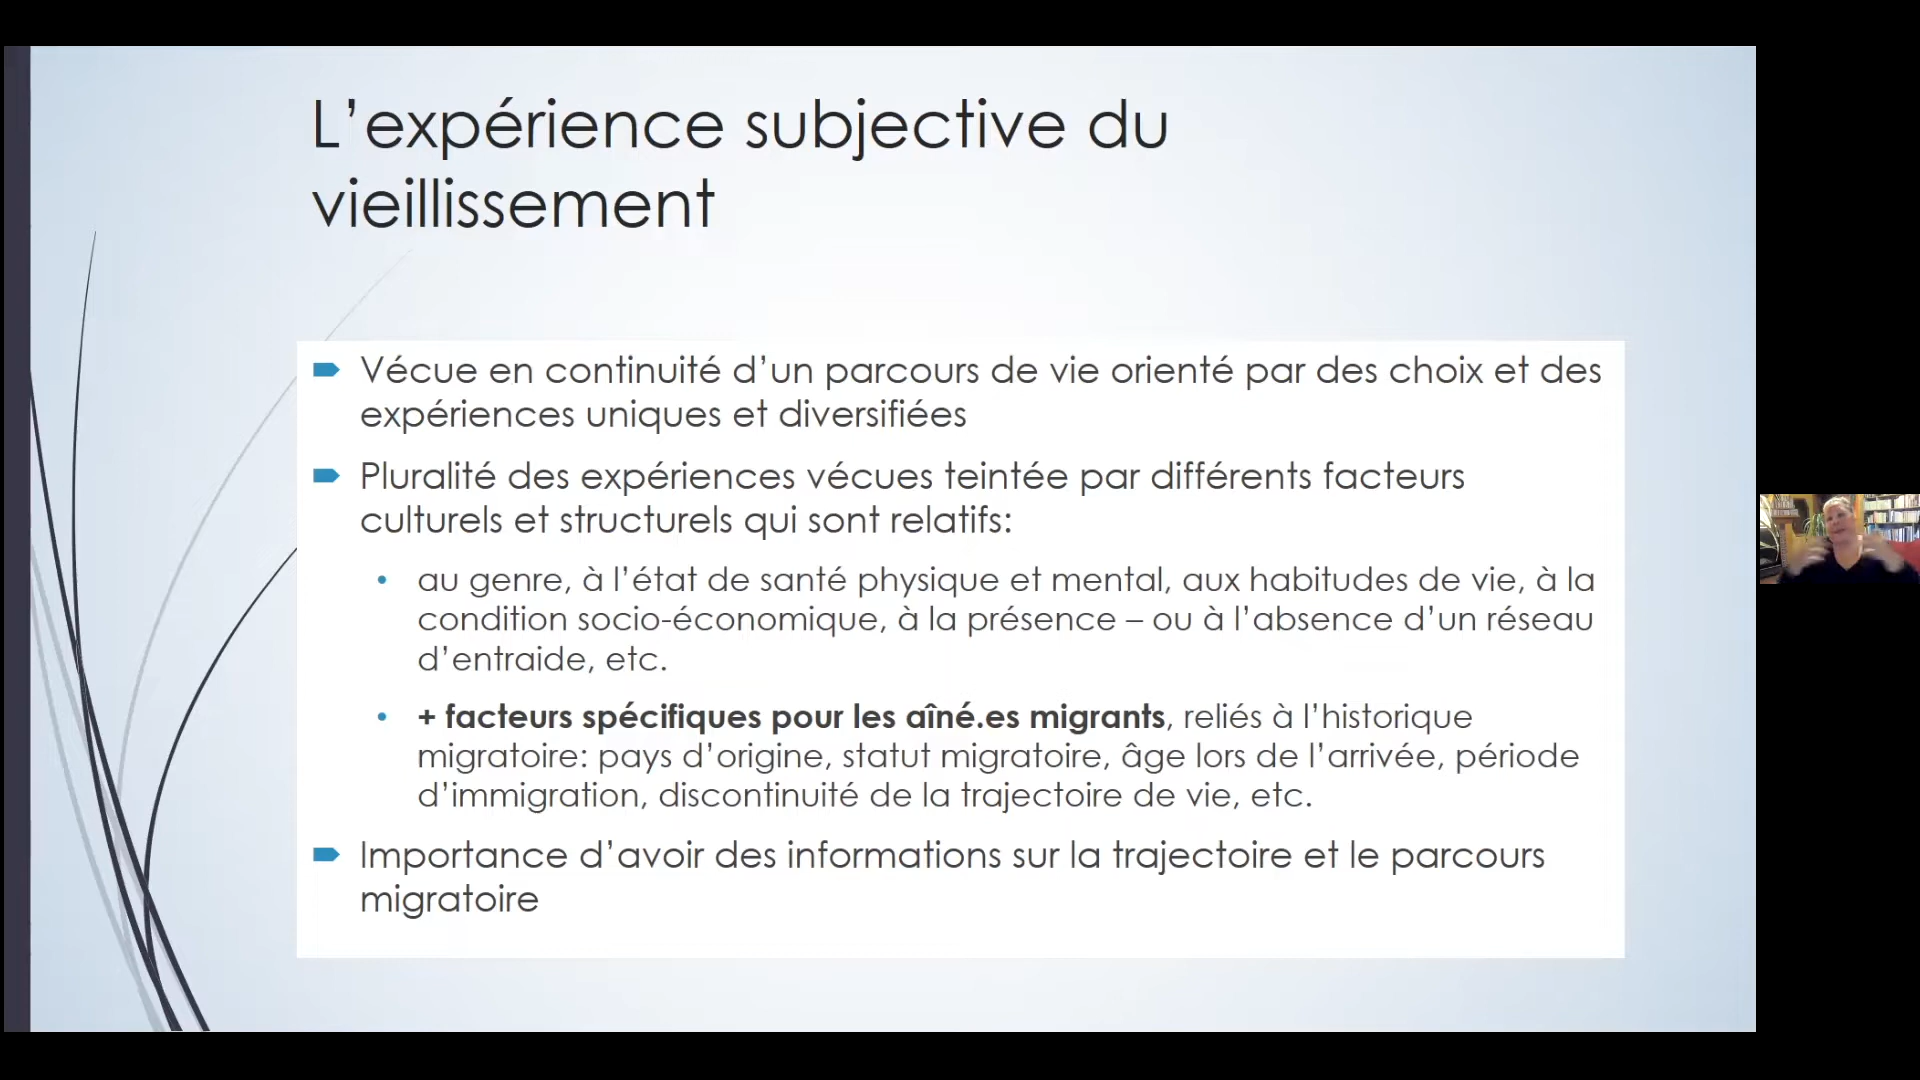 L’expérience subjective du
vieillissement
Vécue en continuité d’un parcours de vie orienté par des choix et des
expériences uniques et diversifiées
Pluralité des expériences vécues teintée par différents facteurs
culturels et structurels qui sont relatifs:
• au genre, à l’état de santé physique et mental, aux habitudes de vie, à la
condition socio-économique, à la présence – ou à l’absence d’un réseau
d’entraide, etc.
• + facteurs spécifiques pour les aîné.es migrants, reliés à l’historique
migratoire: pays d’origine, statut migratoire, âge lors de l’arrivée, période
d’immigration, discontinuité de la trajectoire de vie, etc.
Importance d’avoir des informations sur la trajectoire et le parcours
migratoire